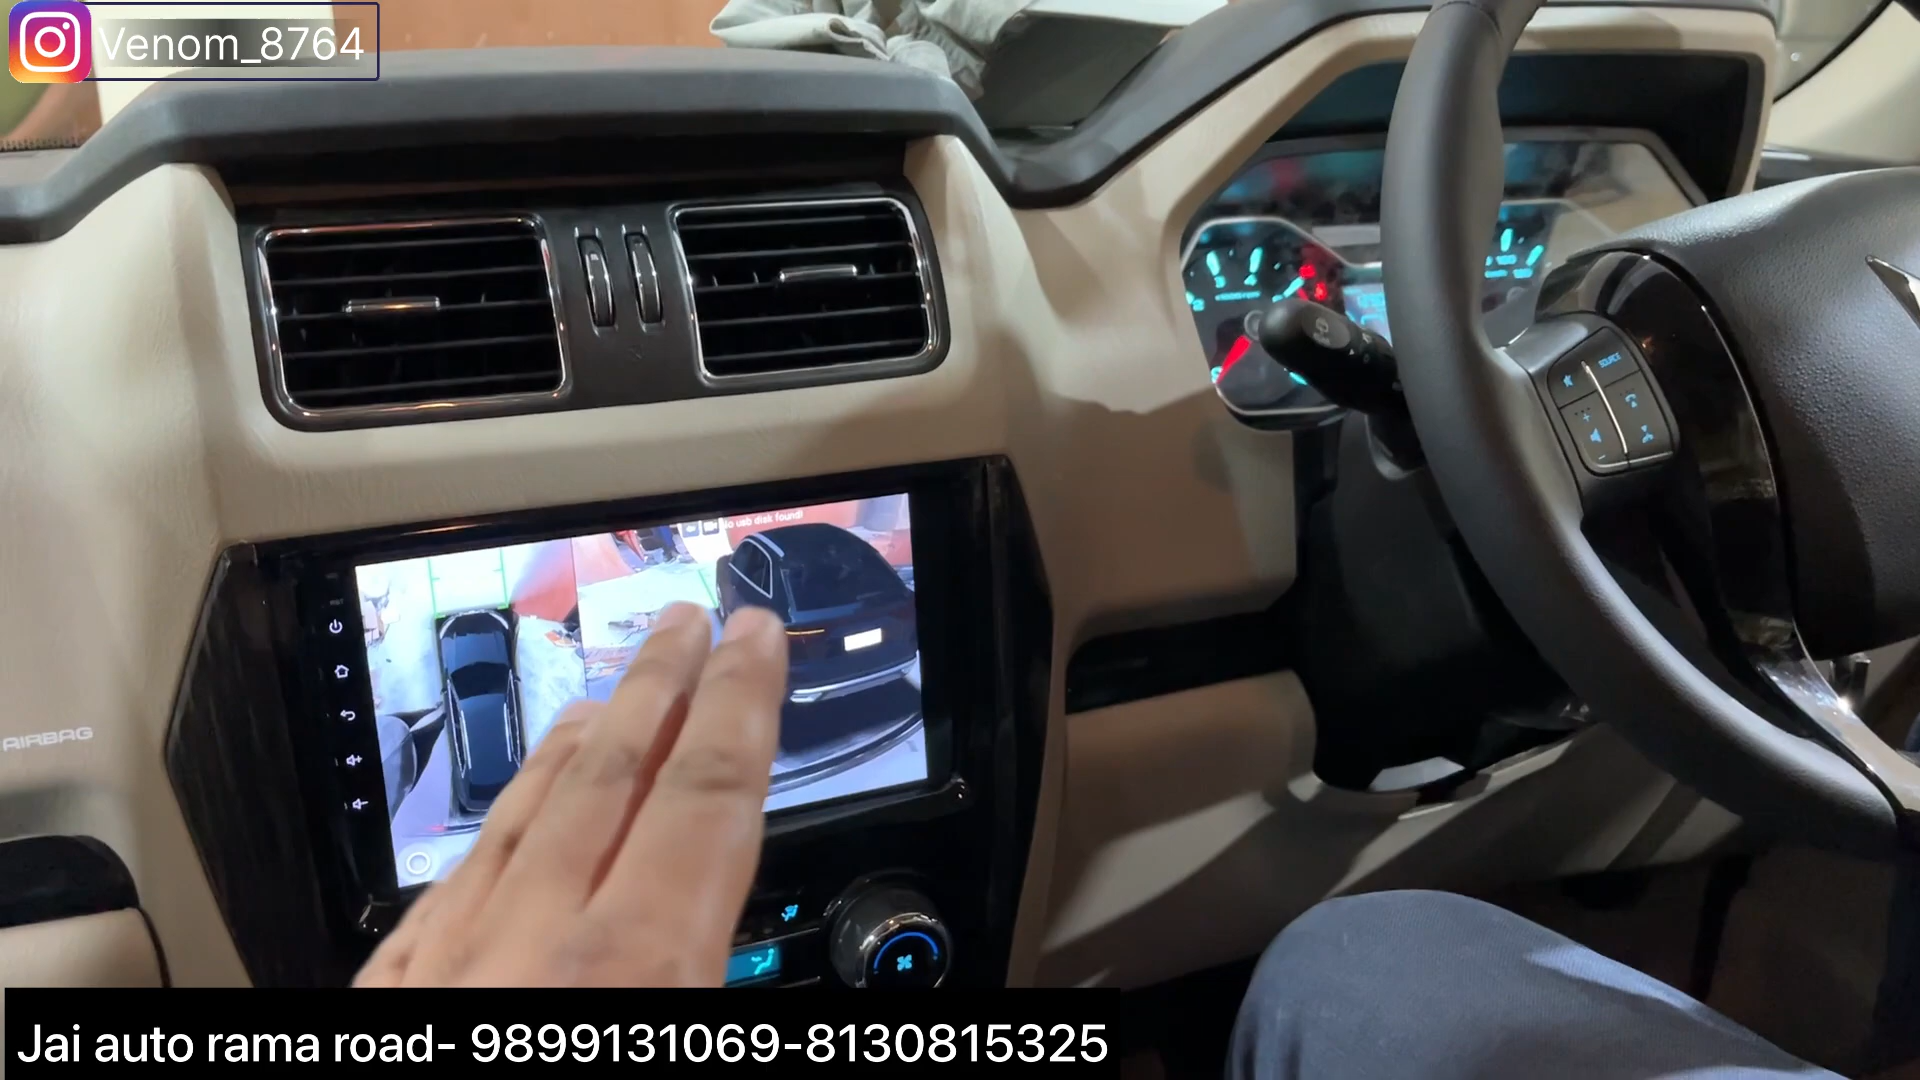 Venom_8764
SOURCE
No usb disk found!
AIRBAG
Jai auto rama road- 9899131069-8130815325